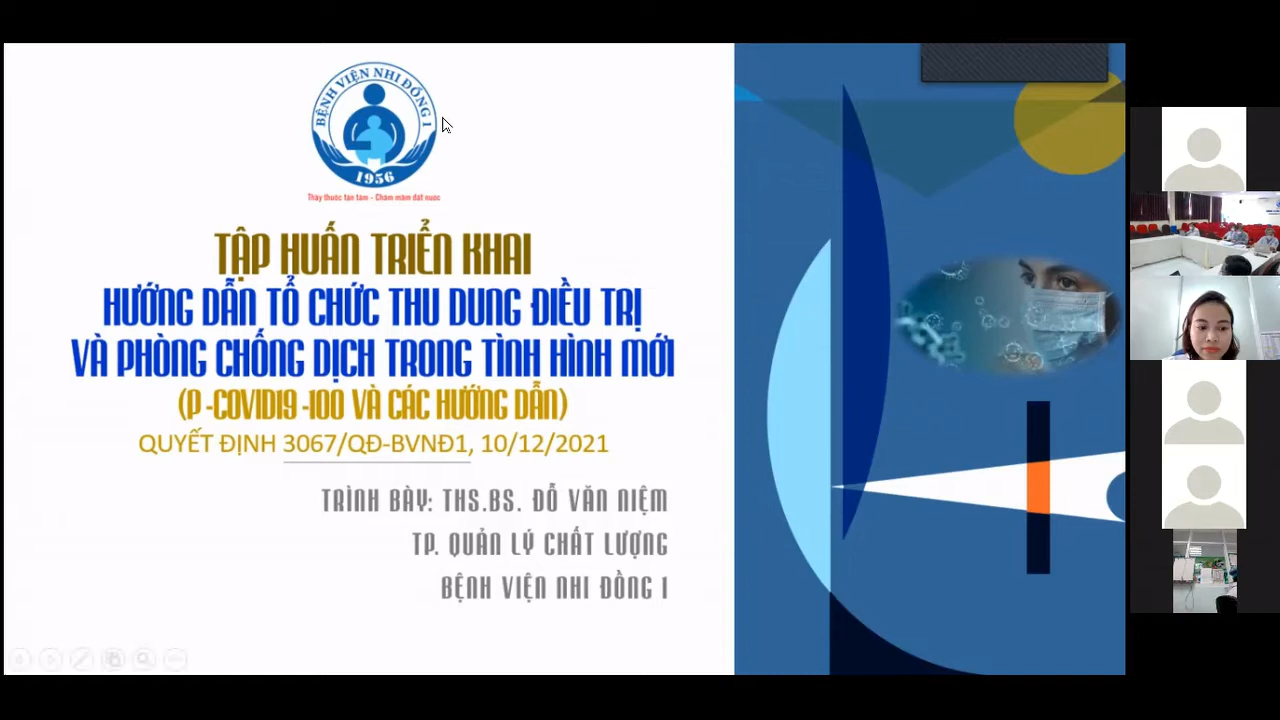 BỆNH VIỆN NHI ĐỒNG 1
1956
Thầy thuốc tận tâm - Chăm mầm đất nước
TẬP HUẤN TRIỂN KHAI
HƯỚNG DẪN TỔ CHỨC THU DUNG ĐIỀU TRỊ
VÀ PHÒNG CHỐNG DỊCH TRONG TÌNH HÌNH MỚI
(P -COVID19 -100 VÀ CÁC HƯỚNG DẪN)
QUYẾT ĐỊNH 3067/QĐ-BVNĐ1, 10/12/2021
TRÌNH BÀY: THS.BS. ĐỖ VĂN NIỆM
TP. QUẢN LÝ CHẤT LƯỢNG
BỆNH VIỆN NHI ĐỒNG 1